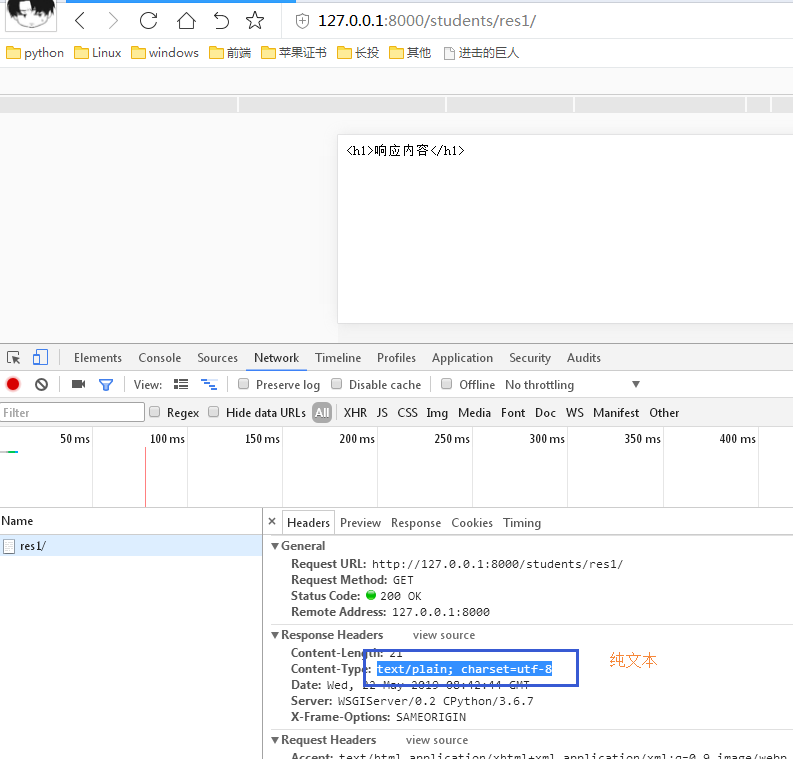 127.0.0.1:8000/students/res1/
python Linux windows 前端 苹果证书 长投 其他 进击的巨人
<h1>响应内容</h1>
Elements Console Sources Network Timeline Profiles Application Security Audits
View: Preserve log Disable cache Offline No throttling
Filter Regex Hide data URLs All XHR JS CSS Img Media Font Doc WS Manifest Other
50 ms 100 ms 150 ms 200 ms 250 ms 300 ms 350 ms 400 ms
Name
res1/
× Headers Preview Response Cookies Timing
General
Request URL: http://127.0.0.1:8000/students/res1/
Request Method: GET
Status Code: 200 OK
Remote Address: 127.0.0.1:8000
Response Headers view source
Content-Length: 21
Content-Type: text/plain; charset=utf-8
纯文本
Date: Wed, 22 May 2019 08:42:44 GMT
Server: WSGIServer/0.2 CPython/3.6.7
X-Frame-Options: SAMEORIGIN
Request Headers view source
Accept: text/html,application/xhtml+xml,application/xml;q=0.9,image/webp